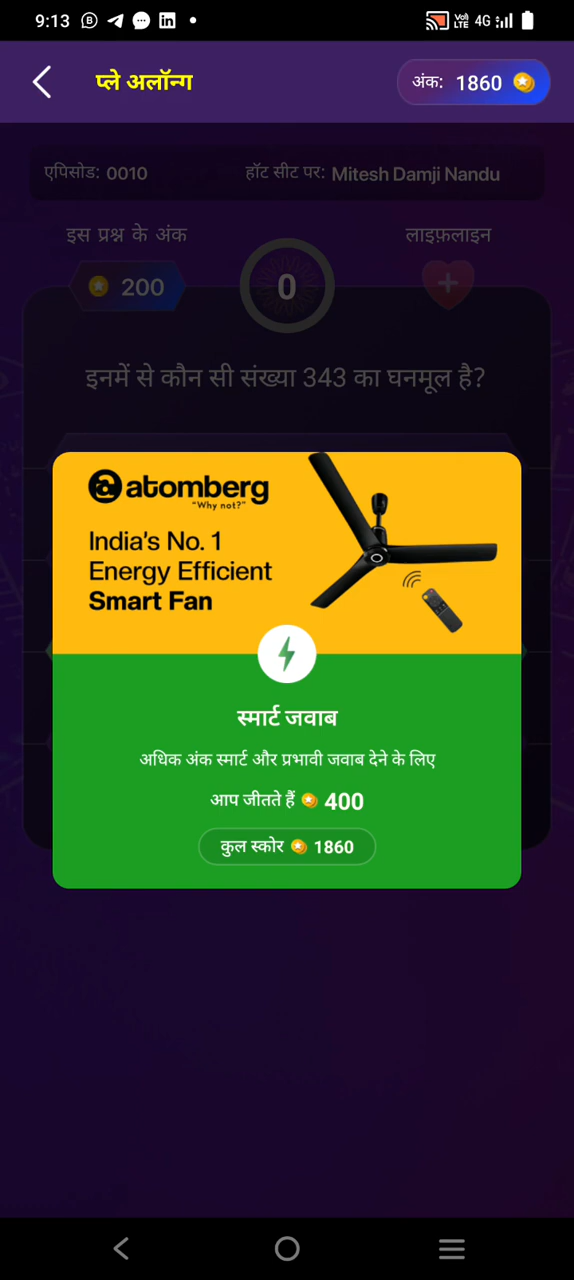 9:13
Vo) LTE 4G
प्ले अलॉन्ग
अंक: 1860
एपिसोड: 0010
हॉट सीट पर: Mitesh Damji Nandu
इस प्रश्न के अंक
लाइफ़लाइन
200
0
इनमें से कौन सी संख्या 343 का घनमूल है?
atomberg
"Why not?"
India's No. 1
Energy Efficient
Smart Fan
स्मार्ट जवाब
अधिक अंक स्मार्ट और प्रभावी जवाब देने के लिए
आप जीतते हैं 400
कुल स्कोर 1860